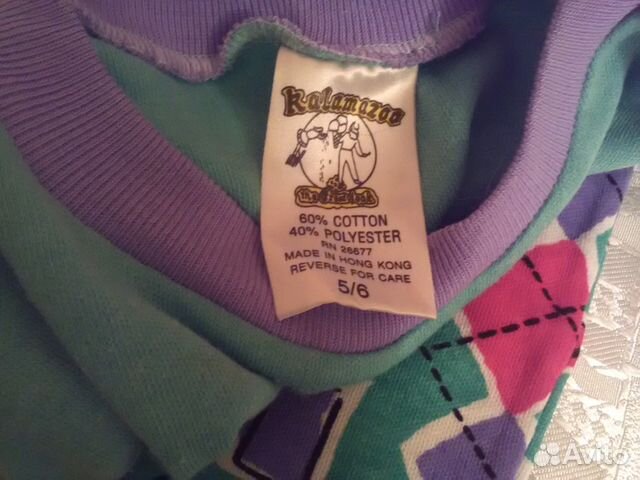 Kalamazoo
60% COTTON
40% POLYESTER
RN 26677
MADE IN HONG KONG
REVERSE FOR CARE
5/6
Avito